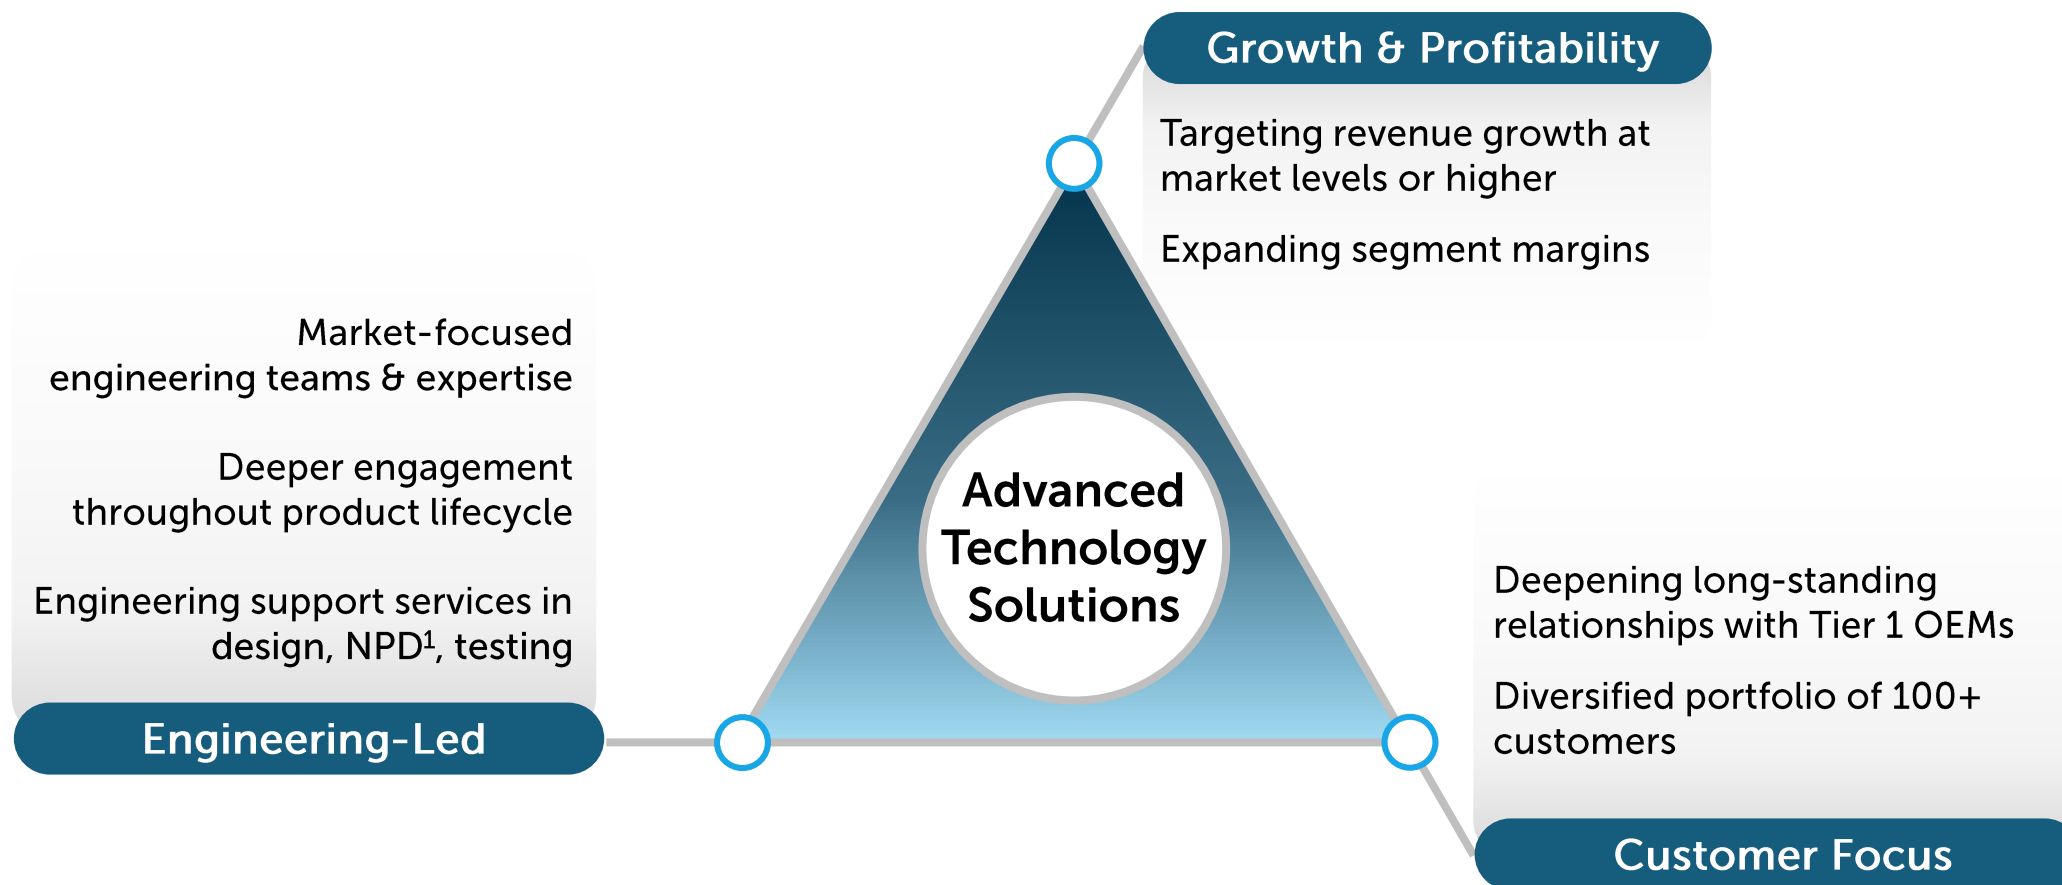 Growth & Profitability
Targeting revenue growth at
market levels or higher
Expanding segment margins
Market-focused
engineering teams & expertise
Deeper engagement
throughout product lifecycle
Engineering support services in
design, NPD¹, testing
Engineering-Led
Advanced
Technology
Solutions
Deepening long-standing
relationships with Tier 1 OEMs
Diversified portfolio of 100+
customers
Customer Focus